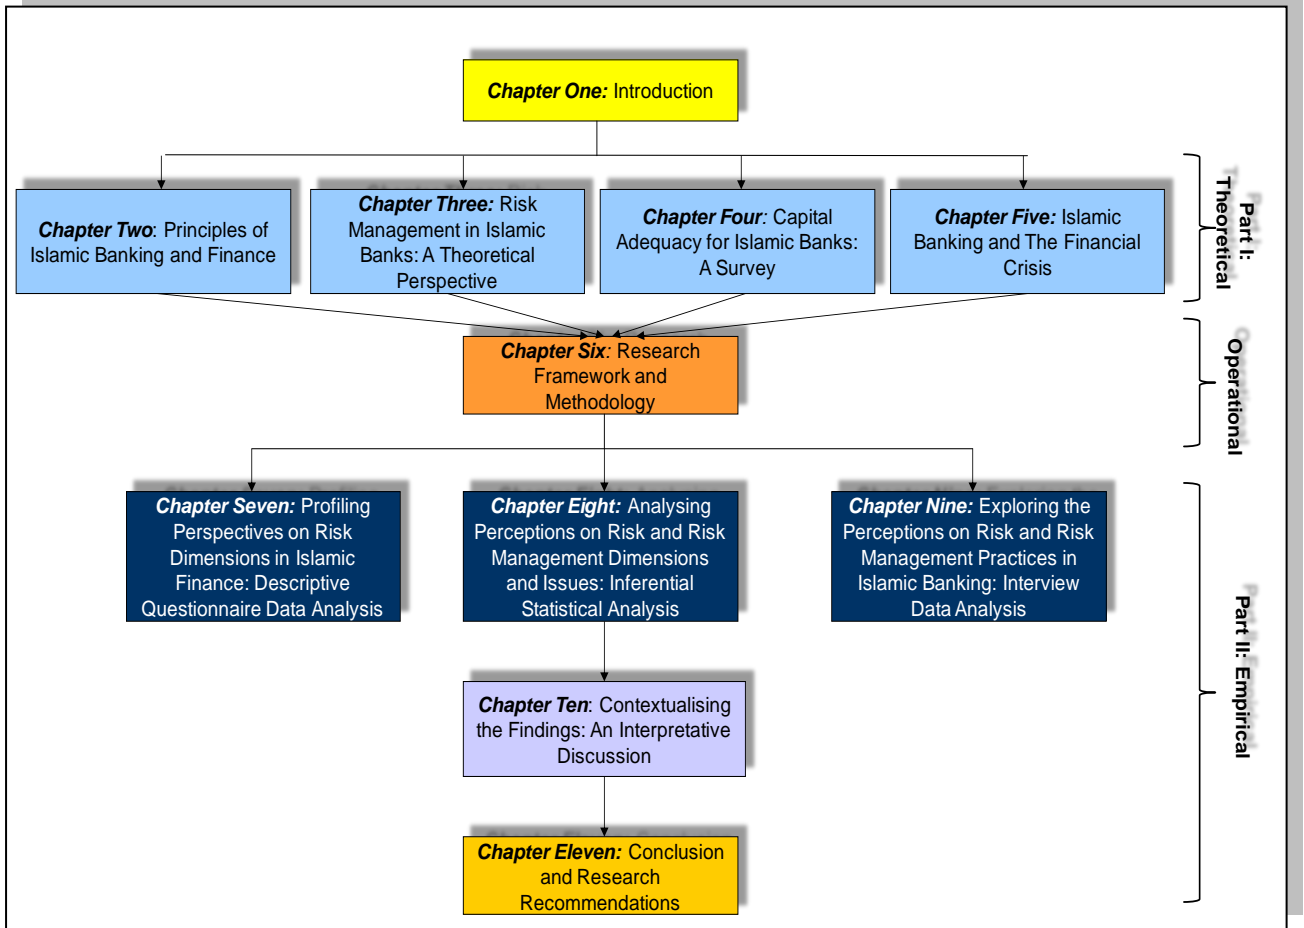 Chapter One: Introduction
Chapter Two: Principles of
Islamic Banking and Finance
Chapter Three: Risk
Management in Islamic
Banks: A Theoretical
Perspective
Chapter Four: Capital
Adequacy for Islamic Banks:
A Survey
Chapter Five: Islamic
Banking and The Financial
Crisis
Part I:
Theoretical
Chapter Six: Research
Framework and
Methodology
Operational
Chapter Seven: Profiling
Perspectives on Risk
Dimensions in Islamic
Finance: Descriptive
Questionnaire Data Analysis
Chapter Eight: Analysing
Perceptions on Risk and Risk
Management Dimensions
and Issues: Inferential
Statistical Analysis
Chapter Nine: Exploring the
Perceptions on Risk and Risk
Management Practices in
Islamic Banking: Interview
Data Analysis
Part II: Empirical
Chapter Ten: Contextualising
the Findings: An Interpretative
Discussion
Chapter Eleven: Conclusion
and Research
Recommendations